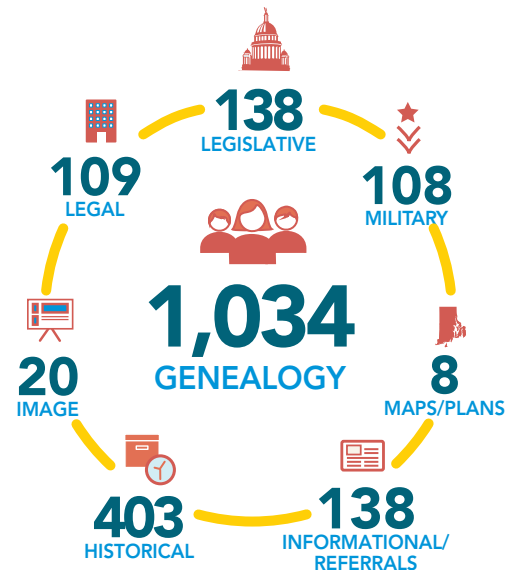 138
LEGISLATIVE
109
LEGAL
108
MILITARY
1,034
GENEALOGY
20
IMAGE
8
MAPS/PLANS
403
HISTORICAL
138
INFORMATIONAL/
REFERRALS